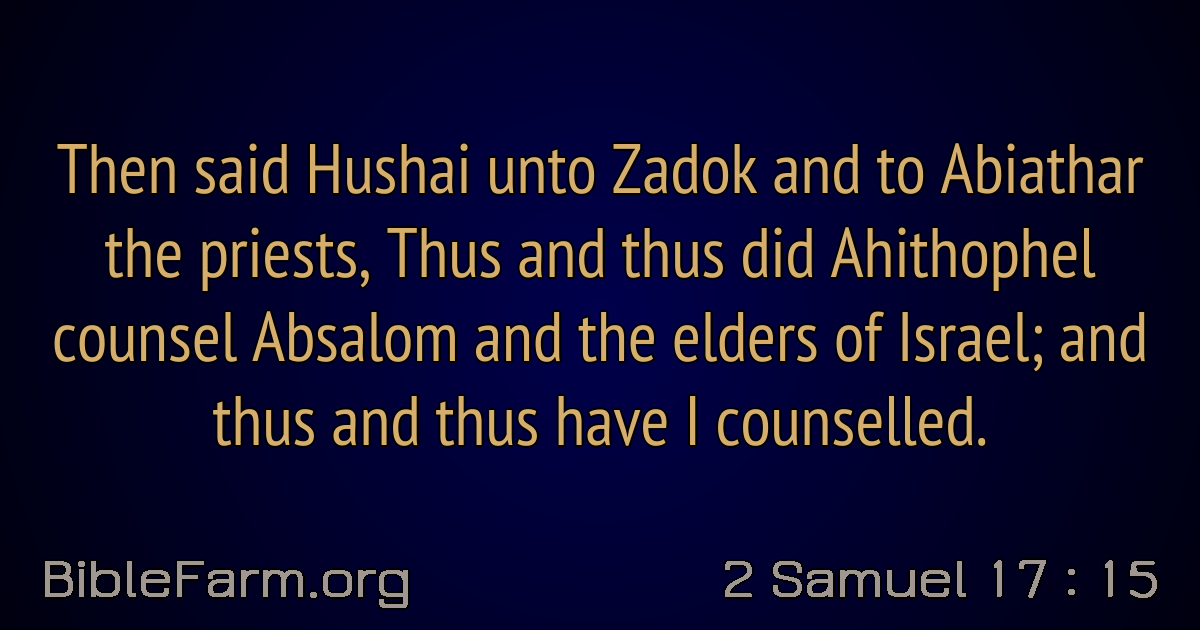 Then said Hushai unto Zadok and to Abiathar
the priests, Thus and thus did Ahithophel
counsel Absalom and the elders of Israel; and
thus and thus have I counselled.
BibleFarm.org
2 Samuel 17 : 15